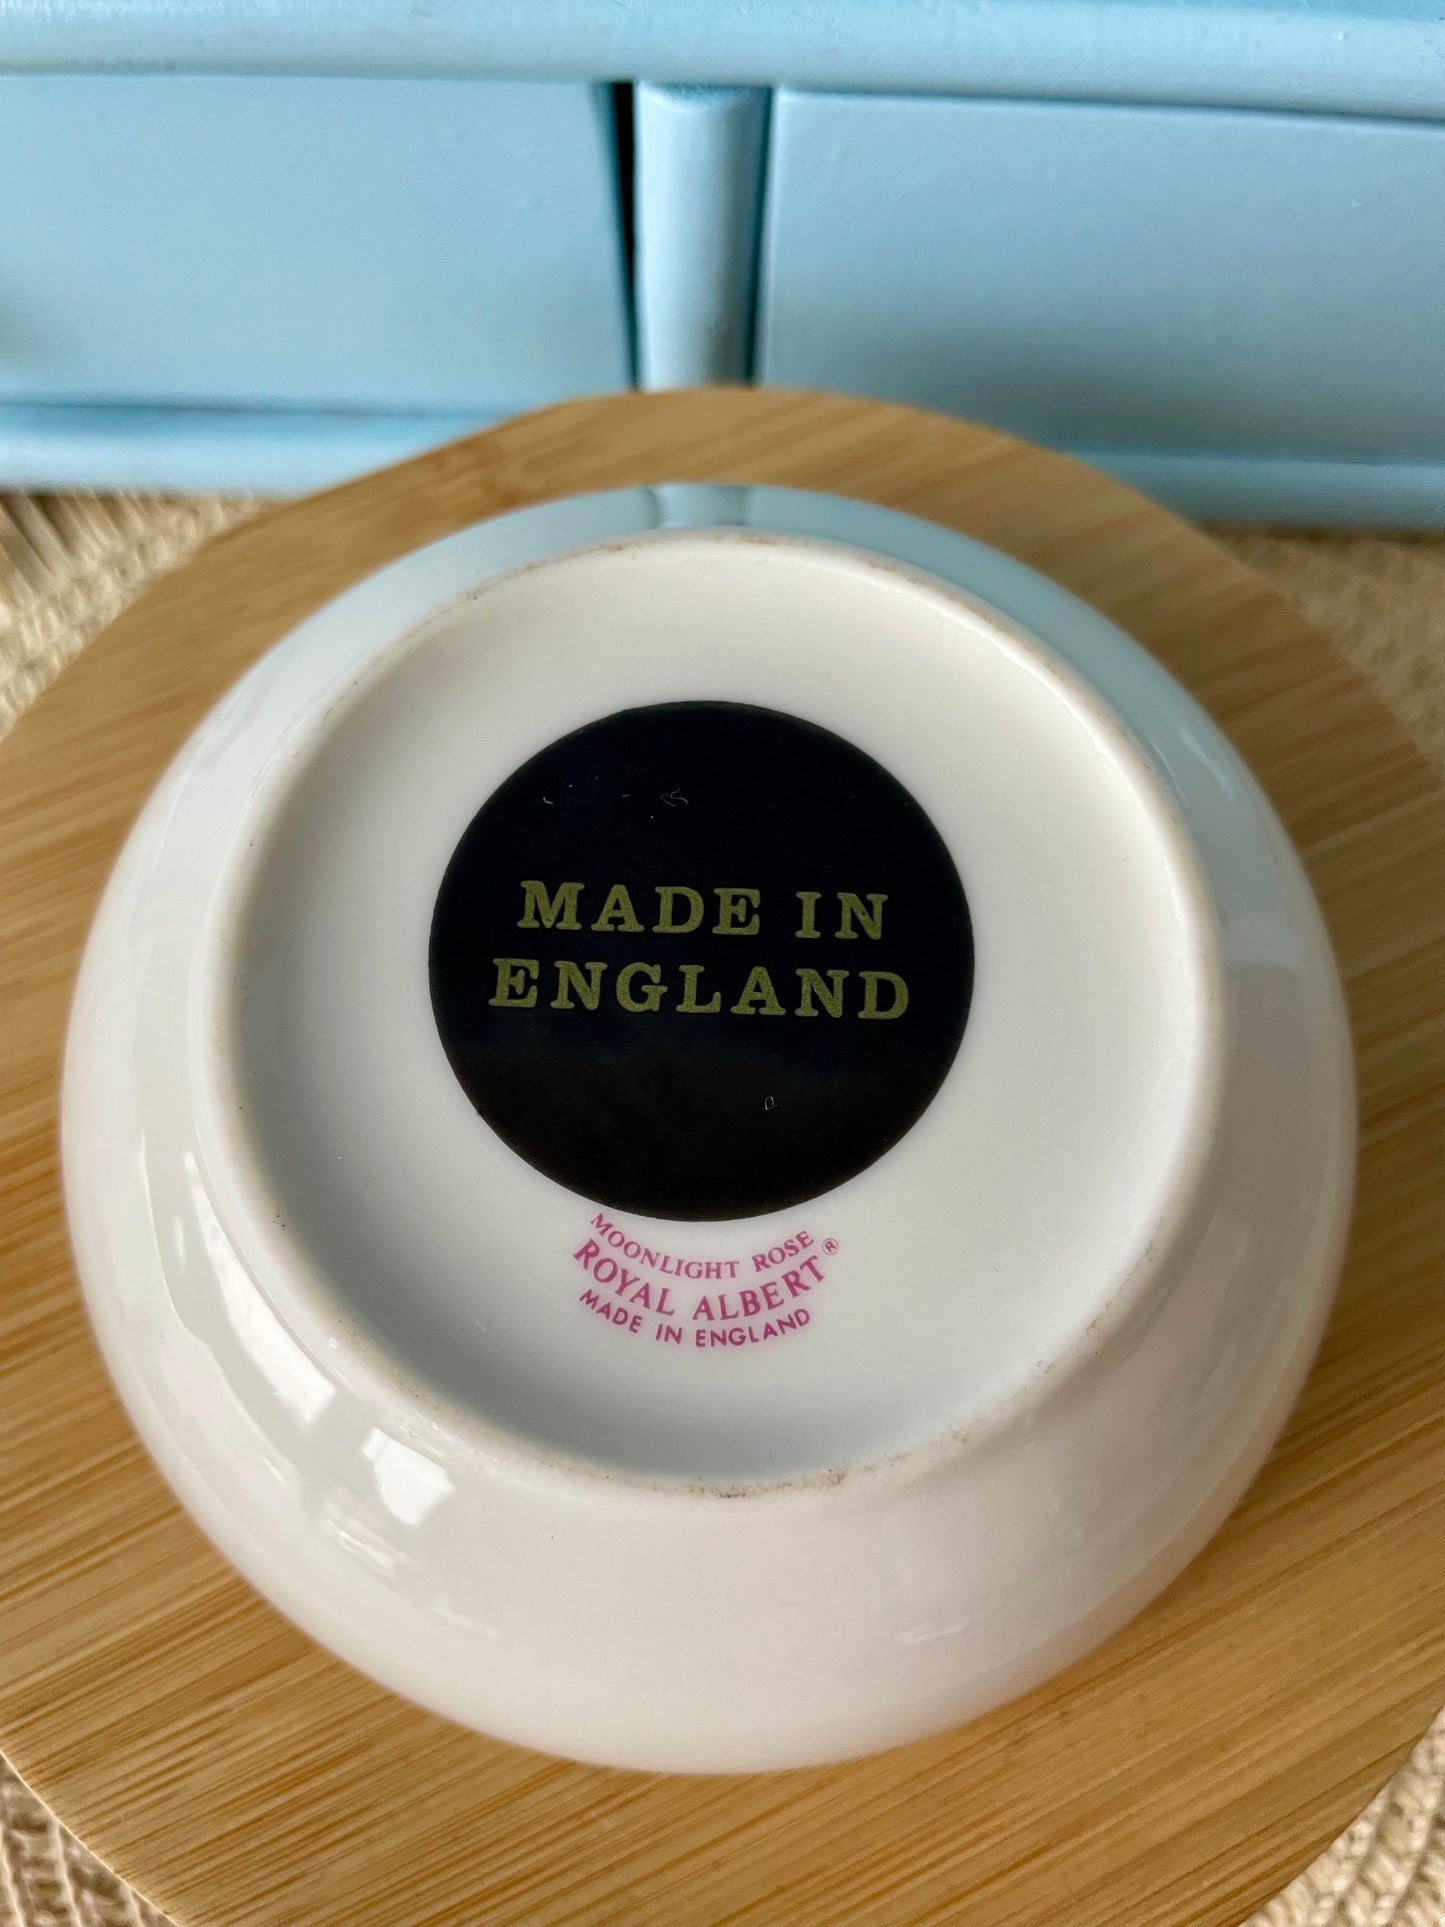 MADE IN
ENGLAND
MOONLIGHT ROSE
ROYAL ALBERT®
MADE IN ENGLAND